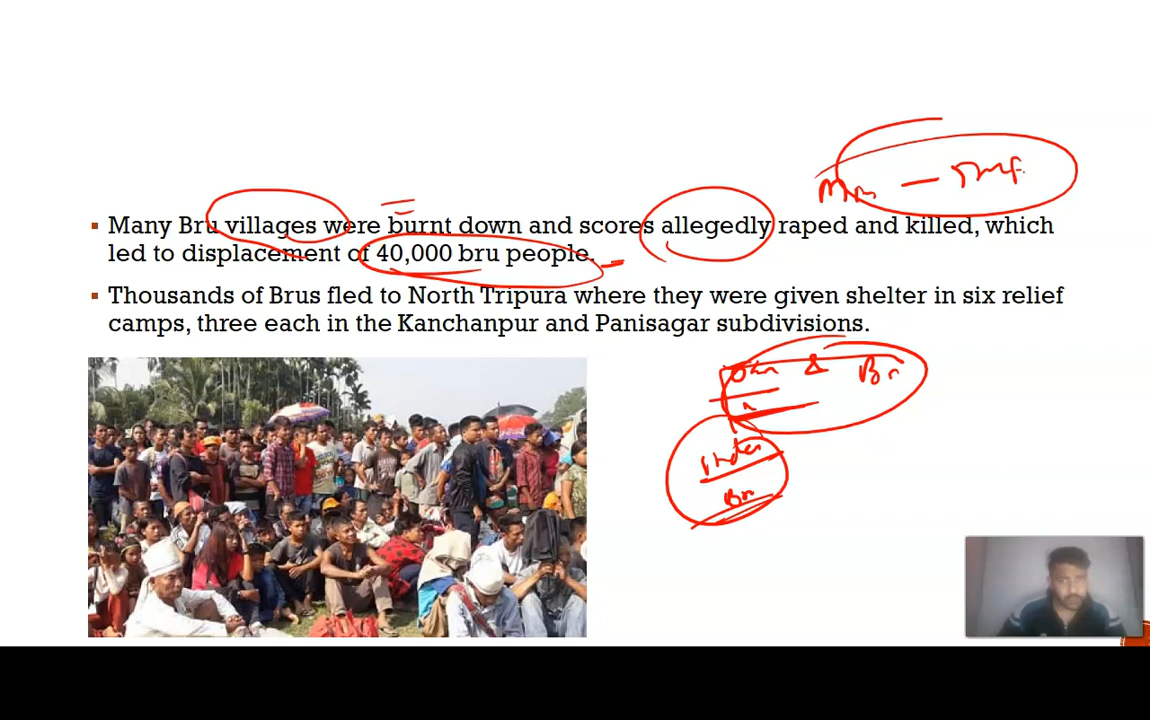 Many Bru villages were burnt down and scores allegedly raped and killed, which
led to displacement of 40,000 bru people.
Thousands of Brus fled to North Tripura where they were given shelter in six relief
camps, three each in the Kanchanpur and Panisagar subdivisions.